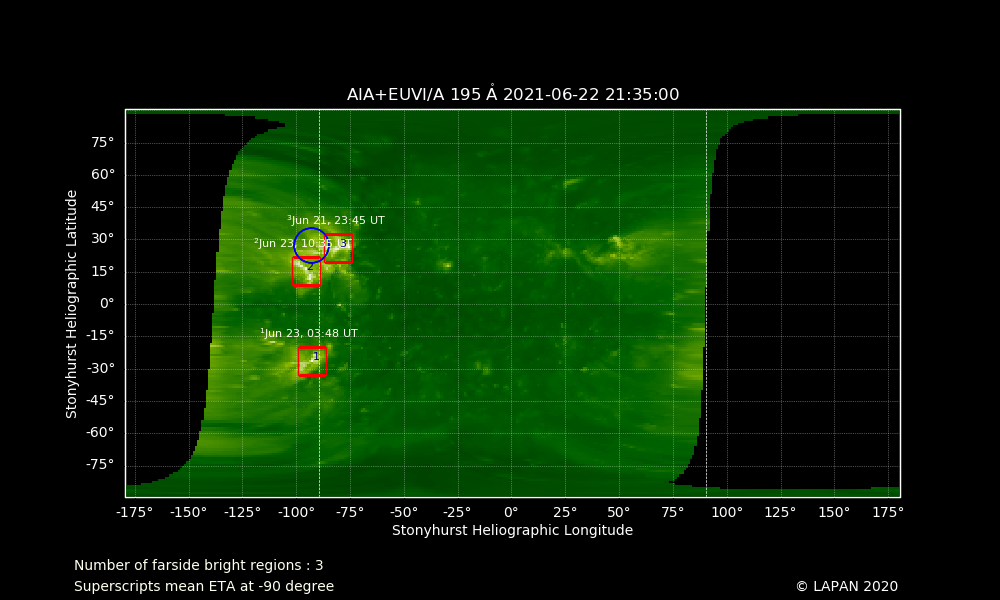 AIA+EUVI/A 195 Å 2021-06-22 21:35:00
Stonyhurst Heliographic Latitude
75°
60°
45°
30°
15°
0°
-15°
-30°
-45°
-60°
-75°
³Jun 21, 23:45 UT
²Jun 23, 10:35 UT
3
2
¹Jun 23, 03:48 UT
1
-175° -150° -125° -100° -75° -50° -25° 0° 25° 50° 75° 100° 125° 150° 175°
Stonyhurst Heliographic Longitude
Number of farside bright regions : 3
Superscripts mean ETA at -90 degree
© LAPAN 2020